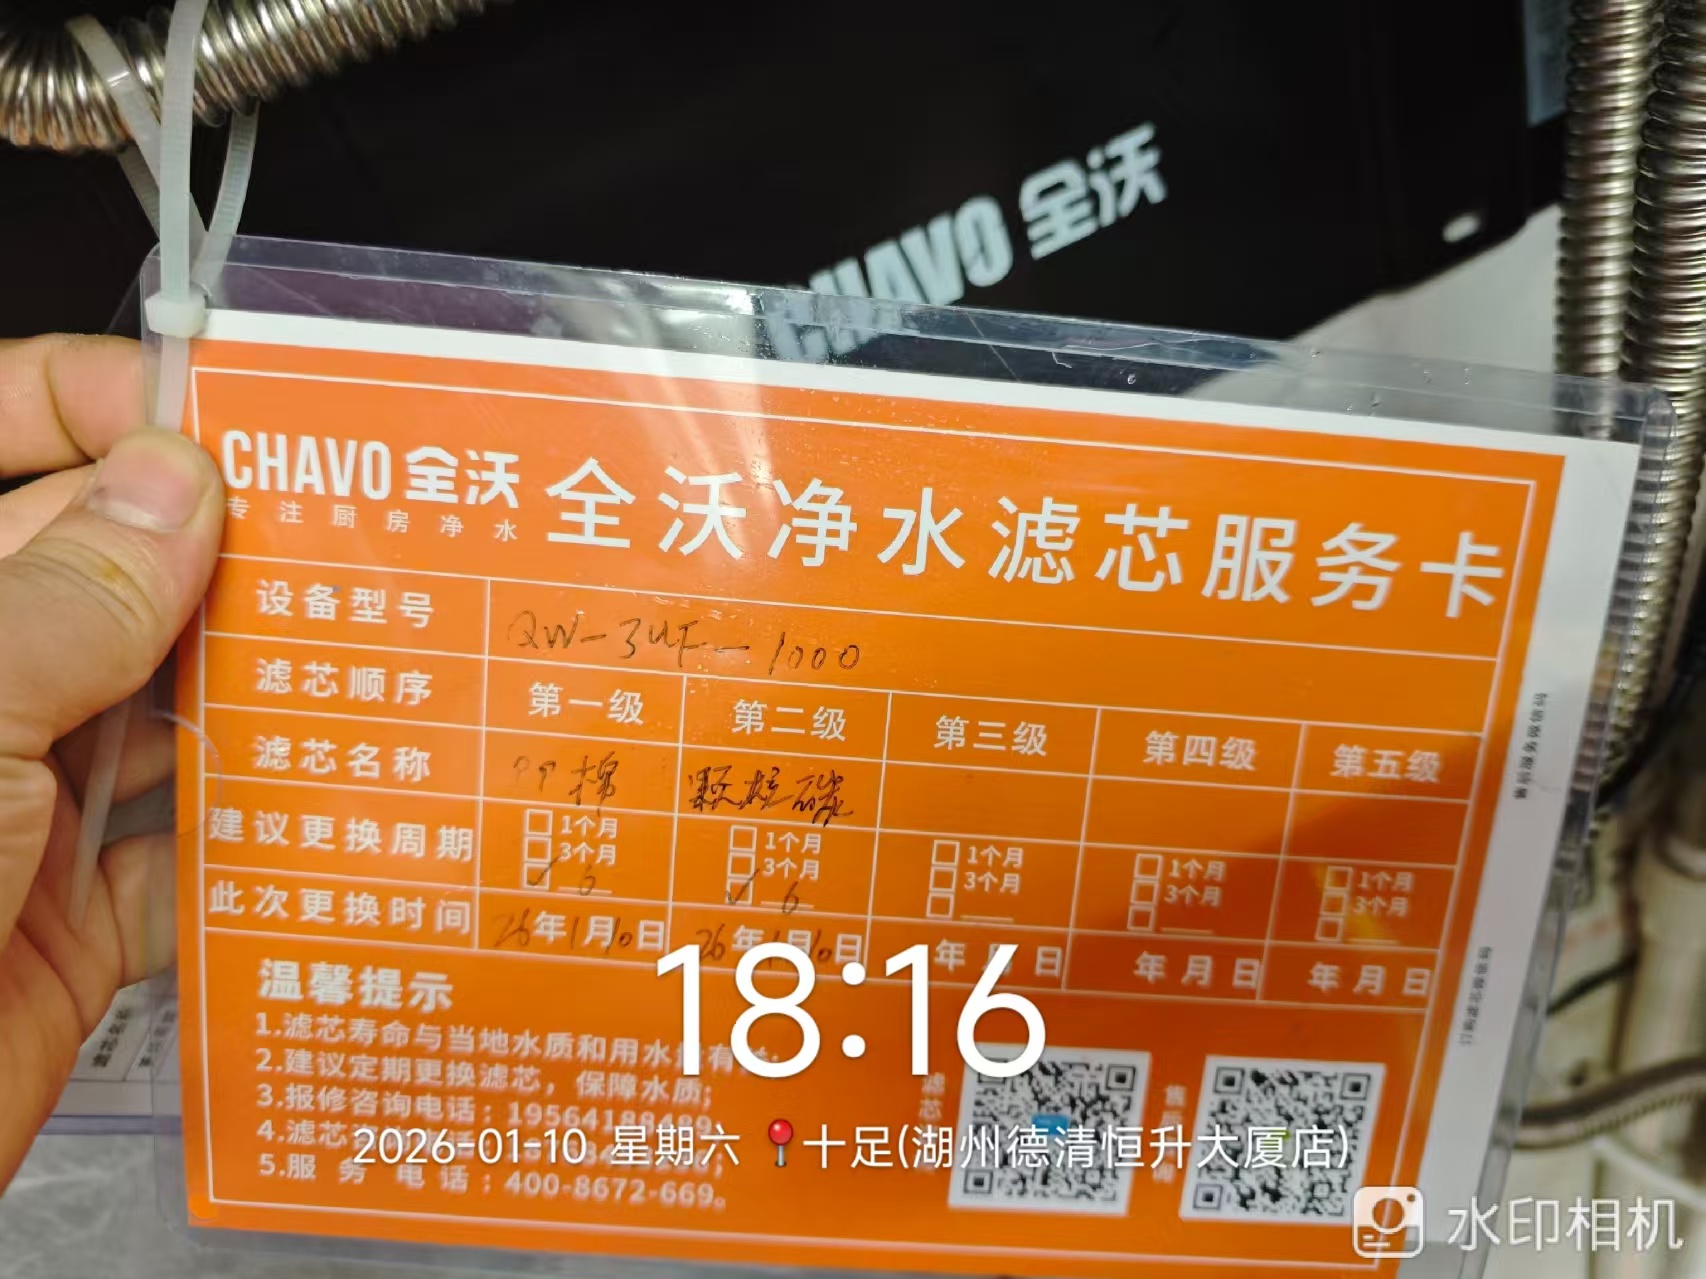 CHAVO 全沃
CHAVO 全沃
专注厨房净水
全沃净水滤芯服务卡
设备型号 QW-3UF-1000
滤芯顺序 第一级 第二级 第三级 第四级 第五级
滤芯名称 PP棉 颗粒碳
建议更换周期
1个月 1个月 1个月 1个月 1个月
3个月 3个月 3个月 3个月 3个月
✓ 6 ✓ 6
此次更换时间 26年1月10日 26年1月10日 年月日 年月日 年月日
18:16
温馨提示
1.滤芯寿命与当地水质和用水量有
2.建议定期更换滤芯，保障水质;
3.报修咨询电话：19564188489
4.滤芯
5.服务电话：400-8672-669。
滤芯
售后
2026-01-10 星期六 十足(湖州德清恒升大厦店)
水印相机